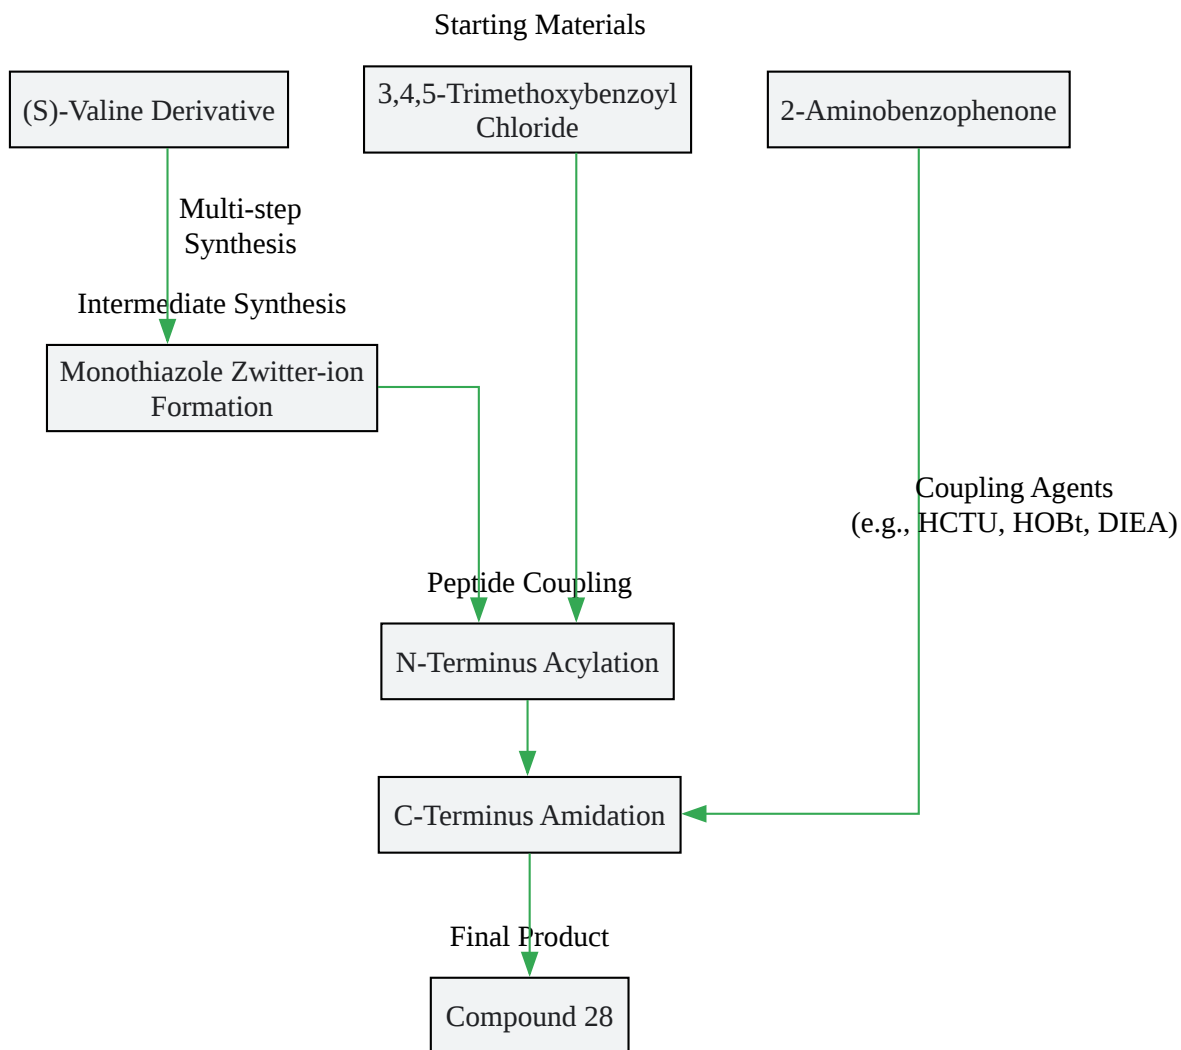 Starting Materials
(S)-Valine Derivative
3,4,5-Trimethoxybenzoyl
Chloride
2-Aminobenzophenone
Multi-step
Synthesis
Intermediate Synthesis
Monothiazole Zwitter-ion
Formation
Coupling Agents
(e.g., HCTU, HOBt, DIEA)
Peptide Coupling
N-Terminus Acylation
C-Terminus Amidation
Final Product
Compound 28